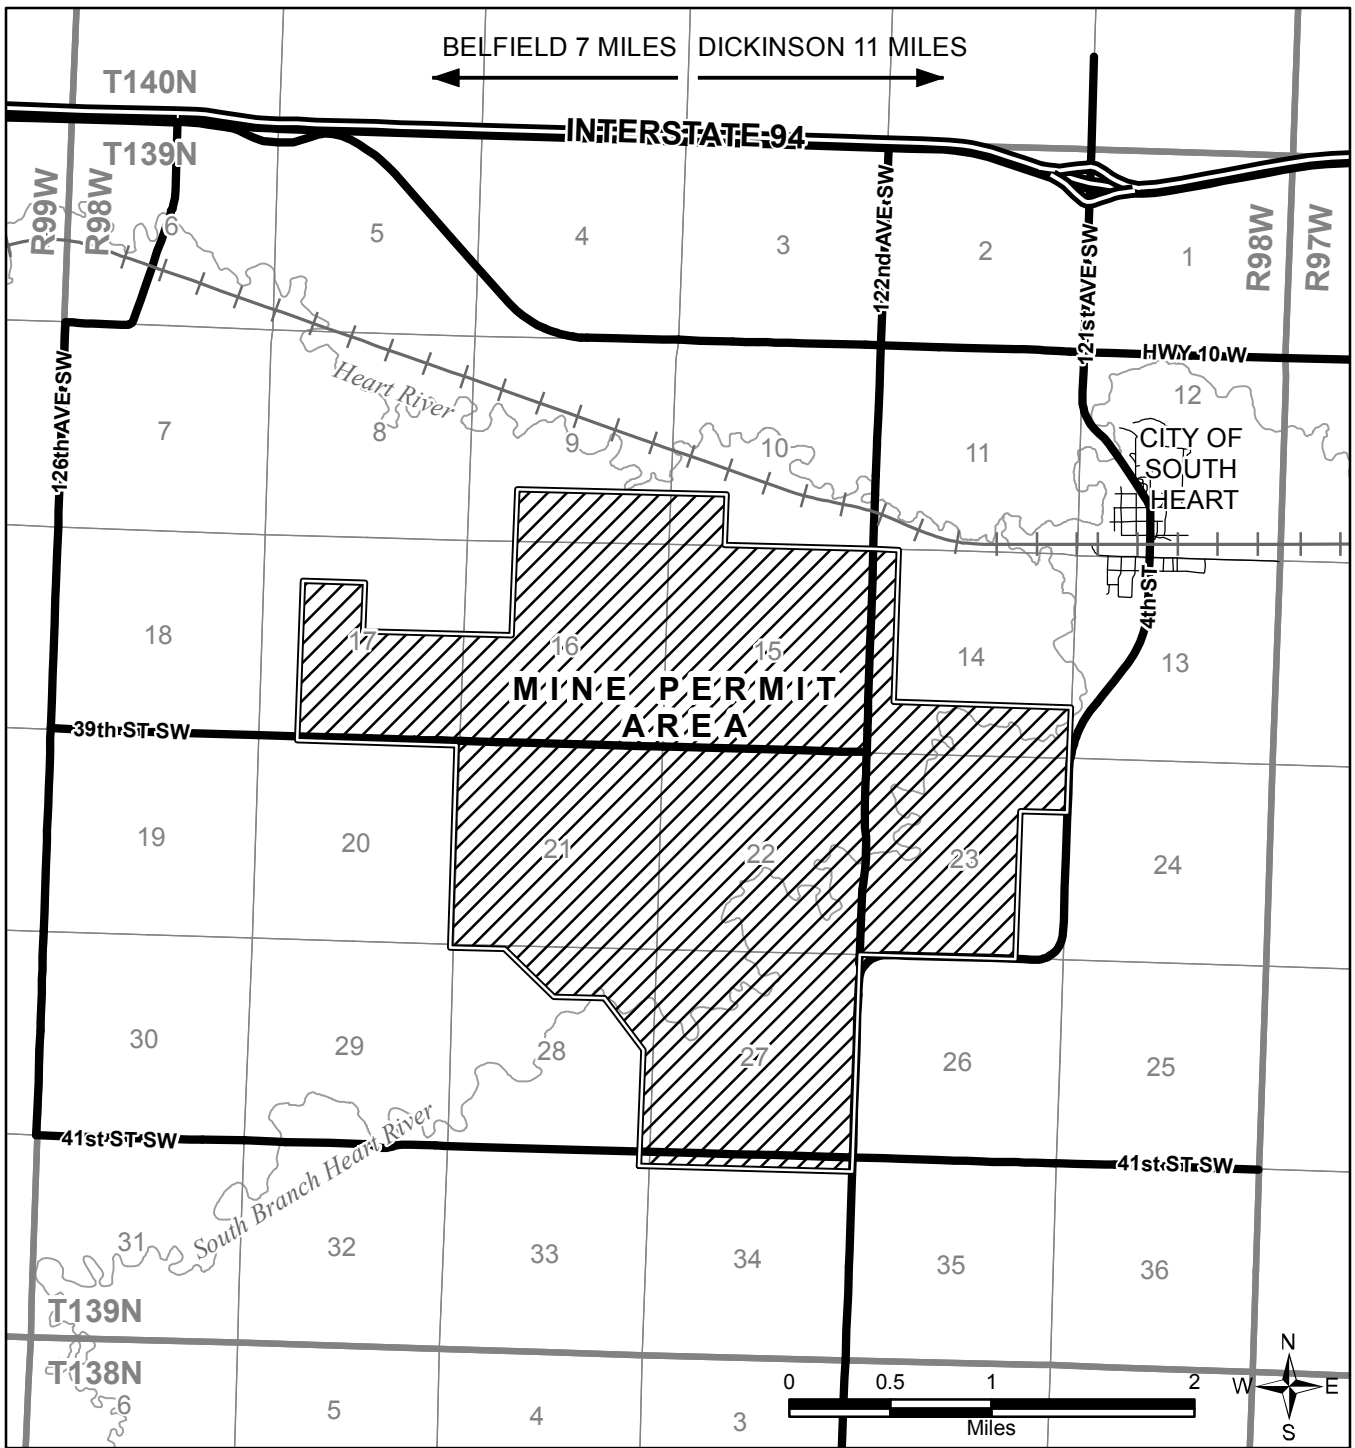 BELFIELD 7 MILES DICKINSON 11 MILES
T140N
INTERSTATE 94
T139N
R99W
R98W
122nd AVE SW
121st AVE SW
R98W
R97W
6
5
4
3
2
1
HWY 10 W
126th AVE SW
Heart River
7
8
9
10
11
12
CITY OF
SOUTH
HEART
4th ST
18
17
16
15
14
13
MINE PERMIT
AREA
39th ST SW
19
20
21
22
23
24
30
29
28
27
26
25
41st ST SW
41st ST SW
South Branch Heart River
31
32
33
34
35
36
T139N
T138N
6
5
4
3
0 0.5 1 2
Miles
N
W E
S